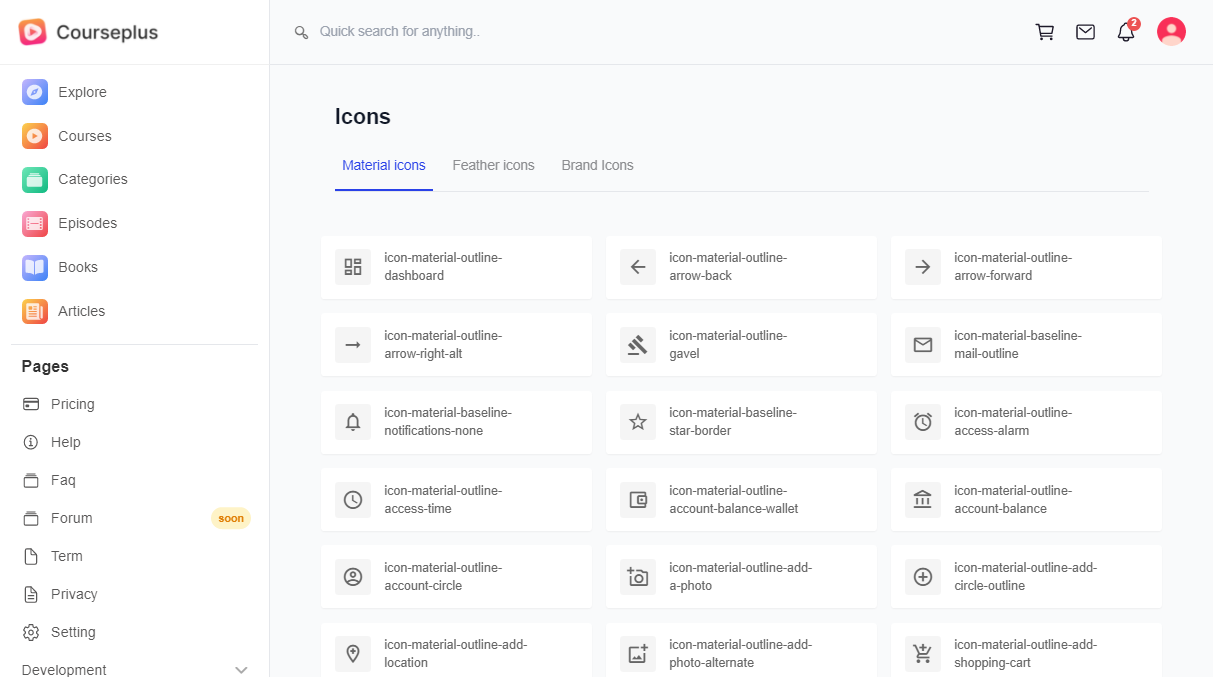 Courseplus
Quick search for anything..
2
Explore
Courses
Categories
Episodes
Books
Articles
Pages
Pricing
Help
Faq
Forum
soon
Term
Privacy
Setting
Development
Icons
Material icons
Feather icons
Brand Icons
icon-material-outline-
dashboard
icon-material-outline-
arrow-back
icon-material-outline-
arrow-forward
icon-material-outline-
arrow-right-alt
icon-material-outline-
gavel
icon-material-baseline-
mail-outline
icon-material-baseline-
notifications-none
icon-material-baseline-
star-border
icon-material-outline-
access-alarm
icon-material-outline-
access-time
icon-material-outline-
account-balance-wallet
icon-material-outline-
account-balance
icon-material-outline-
account-circle
icon-material-outline-add-
a-photo
icon-material-outline-add-
circle-outline
icon-material-outline-add-
location
icon-material-outline-add-
photo-alternate
icon-material-outline-add-
shopping-cart